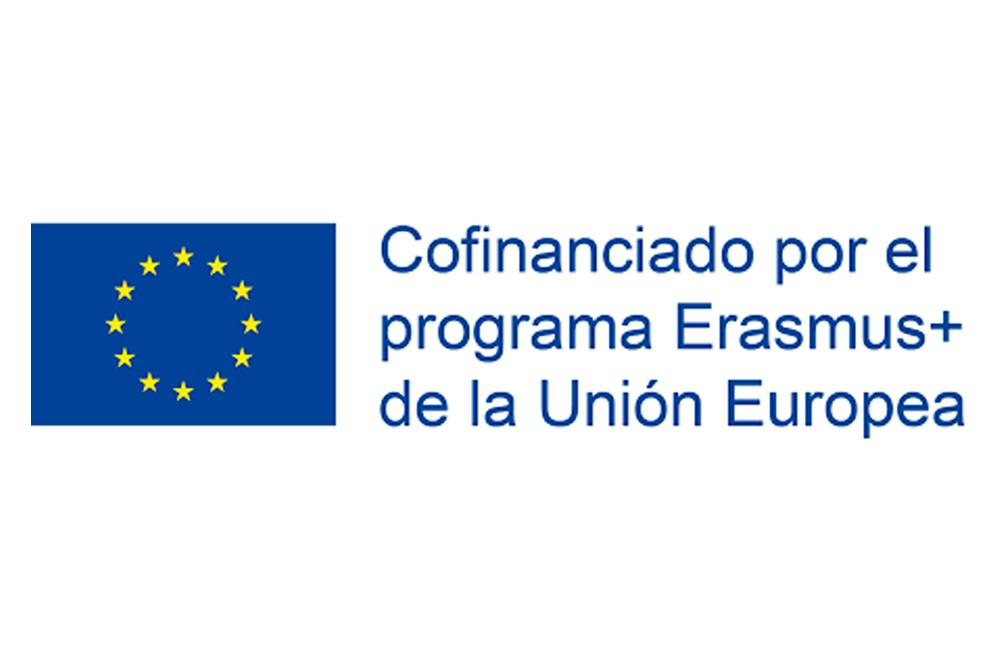 Cofinanciado por el
programa Erasmus+
de la Unión Europea